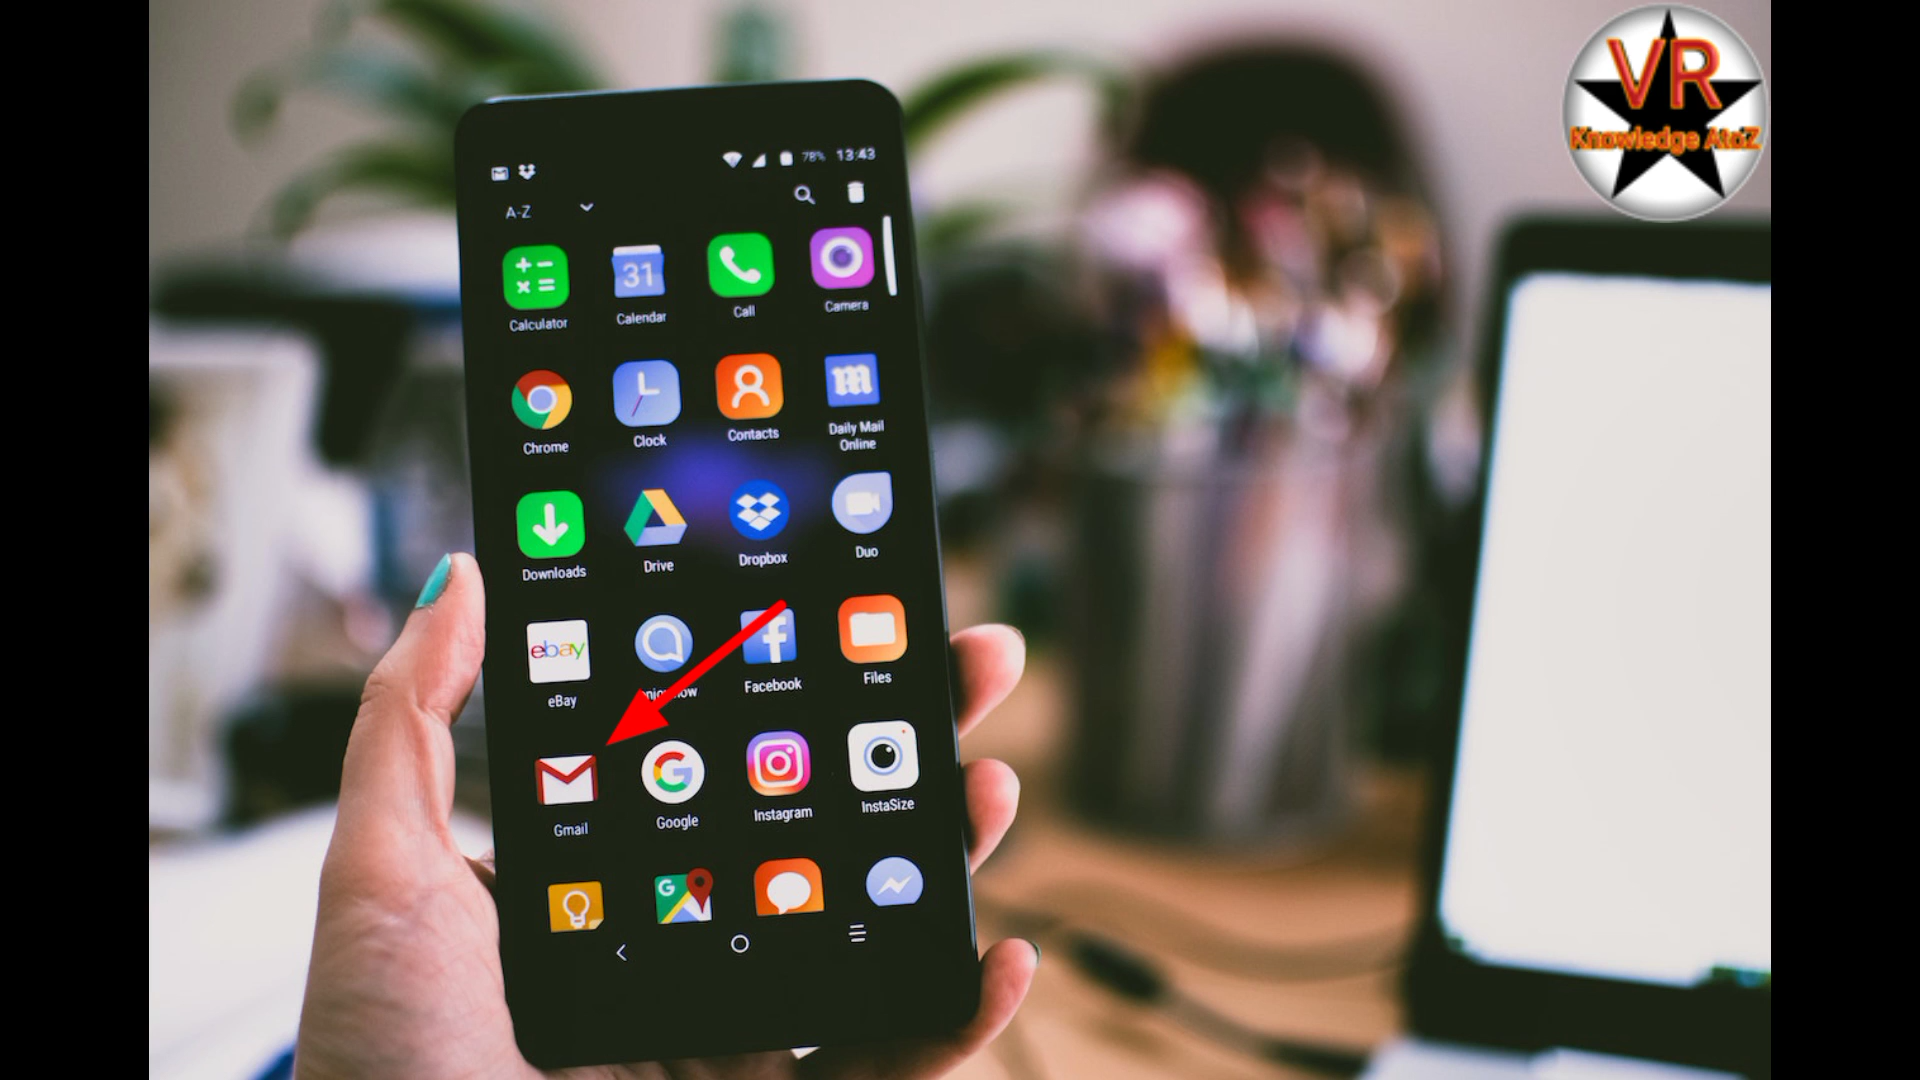 VR
Knowledge AtoZ
78% 13:43
A-Z
31
Calculator Calendar Call Camera
Chrome Clock Contacts Daily Mail
Online
Downloads Drive Dropbox Duo
ebay
eBay Facebook Files
Gmail Google Instagram InstaSize